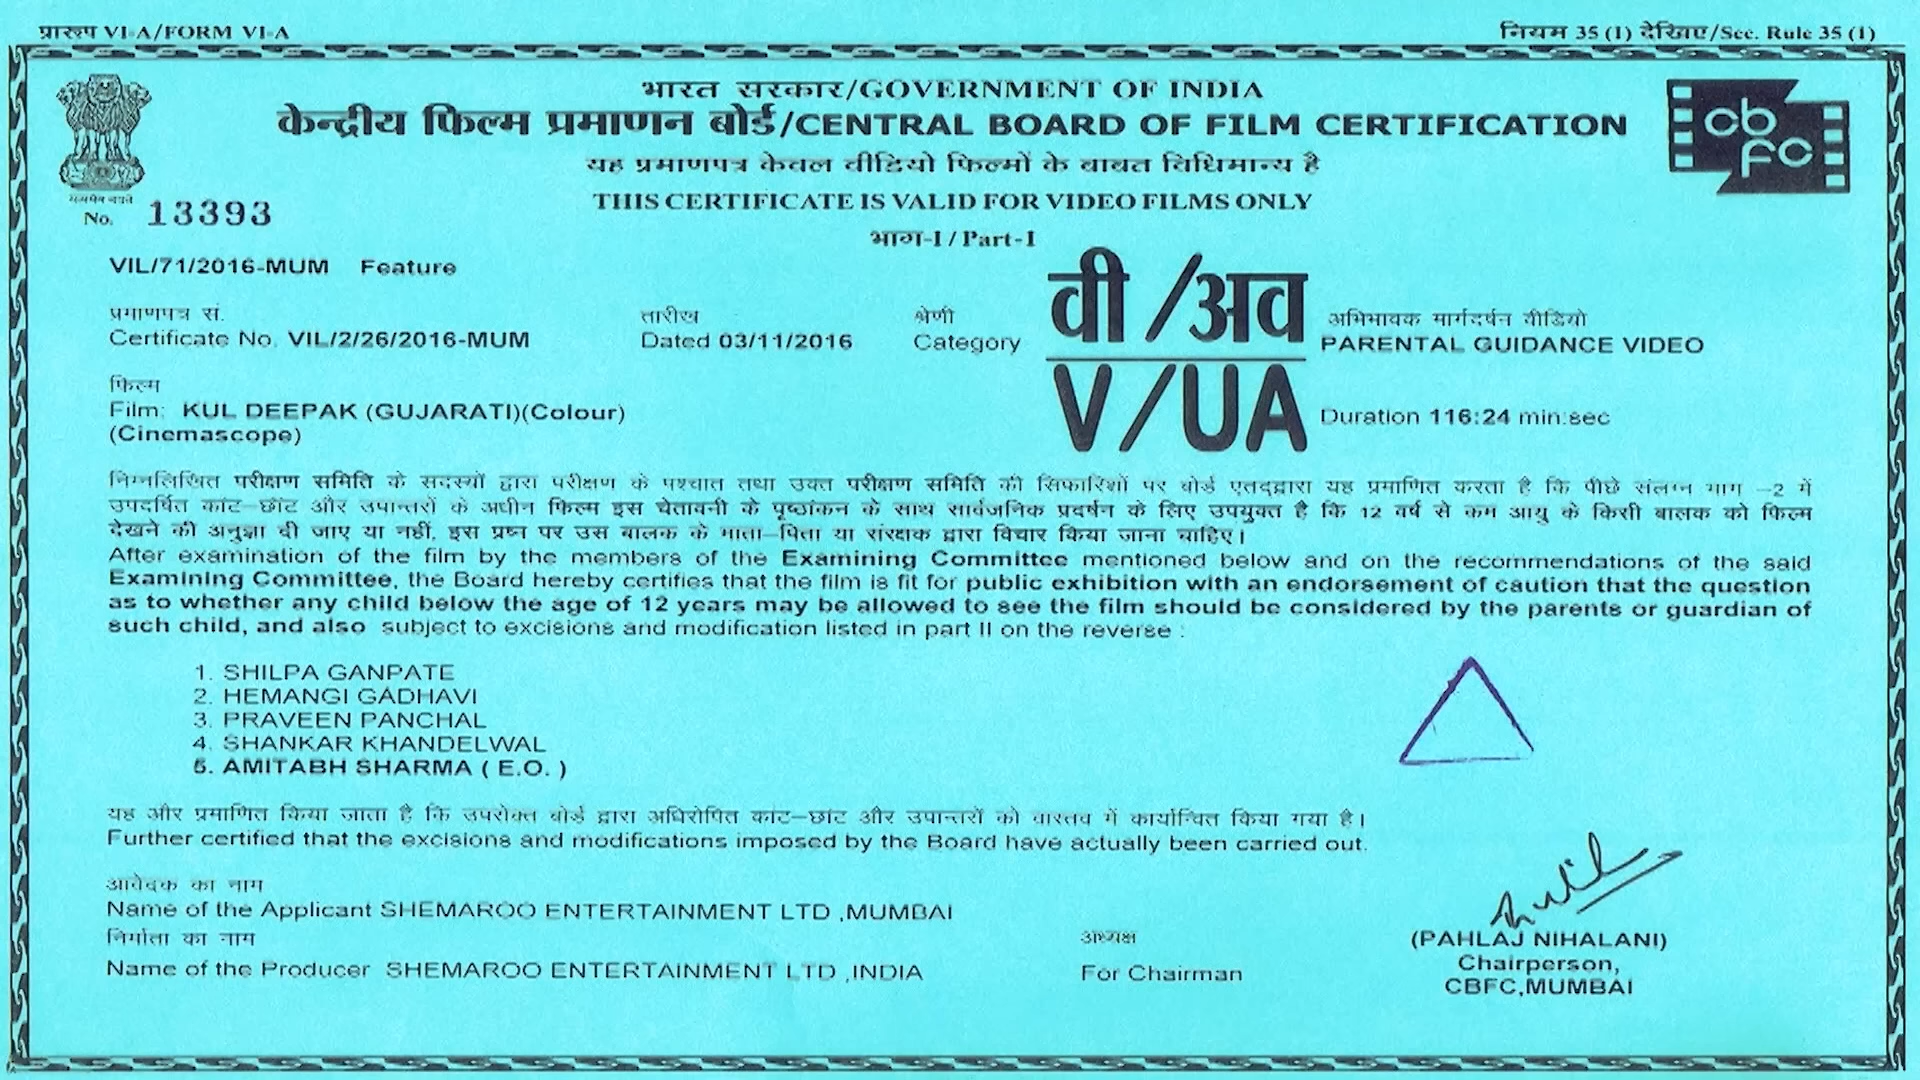 प्रारूप VI-A/FORM VI-A
नियम 35 (1) देखिए/See. Rule 35 (1)
भारत सरकार/GOVERNMENT OF INDIA
केन्द्रीय फिल्म प्रमाणन बोर्ड/CENTRAL BOARD OF FILM CERTIFICATION
cb
fc
यह प्रमाणपत्र केवल वीडियो फिल्मों के बाबत विधिमान्य है
सत्यमेव जयते
No. 13393
THIS CERTIFICATE IS VALID FOR VIDEO FILMS ONLY
भाग-I / Part-I
VIL/71/2016-MUM Feature
प्रमाणपत्र सं.
Certificate No. VIL/2/26/2016-MUM
तारीख
Dated 03/11/2016
श्रेणी
Category
वी/अव
V/UA
अभिभावक मार्गदर्षन वीडियो
PARENTAL GUIDANCE VIDEO
फिल्म
Film: KUL DEEPAK (GUJARATI)(Colour)
(Cinemascope)
Duration 116:24 min:sec
निम्नलिखित परीक्षण समिति के सदस्यों द्वारा परीक्षण के पश्चात तथा उक्त परीक्षण समिति की सिफारिशों पर बोर्ड एतद्द्वारा यह प्रमाणित करता है कि पीछे संलग्न भाग -2 में
उपदर्षित कांट-छांट और उपान्तरों के अधीन फिल्म इस चेतावनी के पृष्ठांकन के साथ सार्वजनिक प्रदर्षन के लिए उपयुक्त है कि 12 वर्ष से कम आयु के किसी बालक को फिल्म
देखने की अनुज्ञा दी जाए या नहीं, इस प्रष्न पर उस बालक के माता-पिता या संरक्षक द्वारा विचार किया जाना चाहिए।
After examination of the film by the members of the Examining Committee mentioned below and on the recommendations of the said
Examining Committee, the Board hereby certifies that the film is fit for public exhibition with an endorsement of caution that the question
as to whether any child below the age of 12 years may be allowed to see the film should be considered by the parents or guardian of
such child, and also subject to excisions and modification listed in part II on the reverse :
1. SHILPA GANPATE
2. HEMANGI GADHAVI
3. PRAVEEN PANCHAL
4. SHANKAR KHANDELWAL
5. AMITABH SHARMA ( E.O. )
यह और प्रमाणित किया जाता है कि उपरोक्त बोर्ड द्वारा अधिरोपित कांट-छांट और उपान्तरों को वास्तव में कार्यान्वित किया गया है।
Further certified that the excisions and modifications imposed by the Board have actually been carried out.
आवेदक का नाम
Name of the Applicant SHEMAROO ENTERTAINMENT LTD ,MUMBAI
निर्माता का नाम
Name of the Producer SHEMAROO ENTERTAINMENT LTD ,INDIA
अध्यक्ष
For Chairman
(PAHLAJ NIHALANI)
Chairperson,
CBFC,MUMBAI